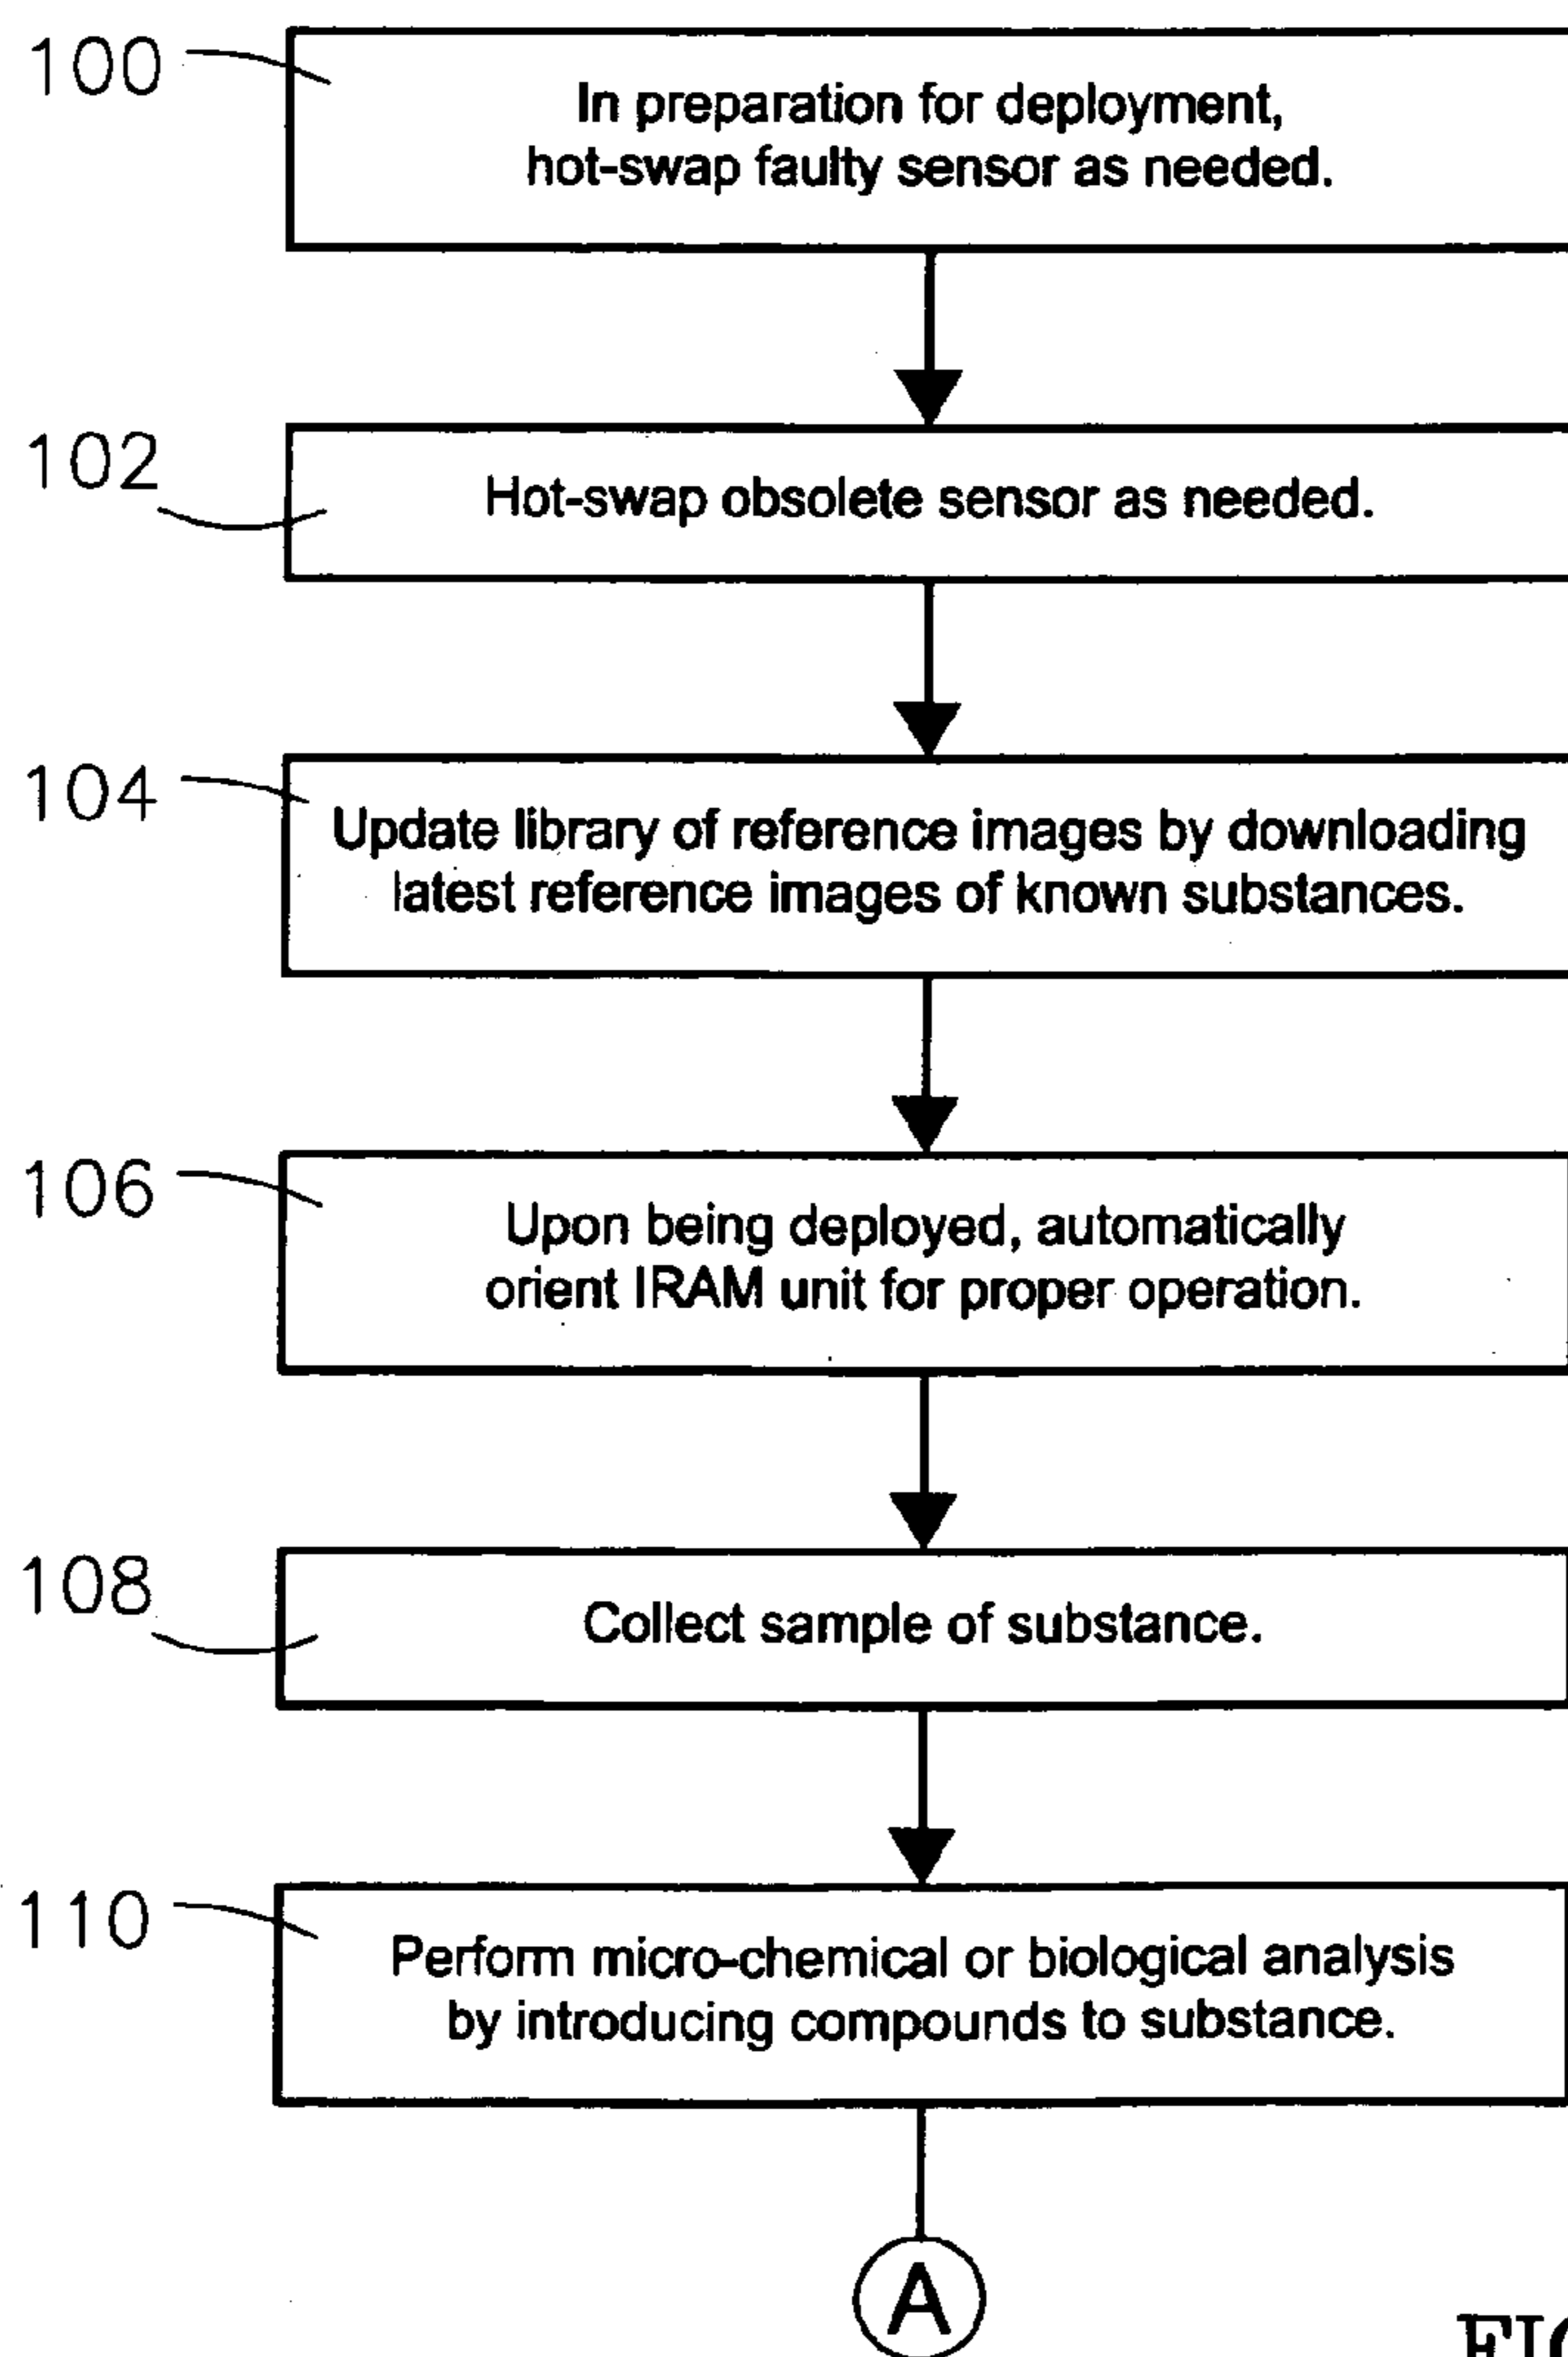 100
In preparation for deployment,
hot-swap faulty sensor as needed.
102
Hot-swap obsolete sensor as needed.
104
Update library of reference images by downloading
latest reference images of known substances.
106
Upon being deployed, automatically
orient IRAM unit for proper operation.
108
Collect sample of substance.
110
Perform micro-chemical or biological analysis
by introducing compounds to substance.
A